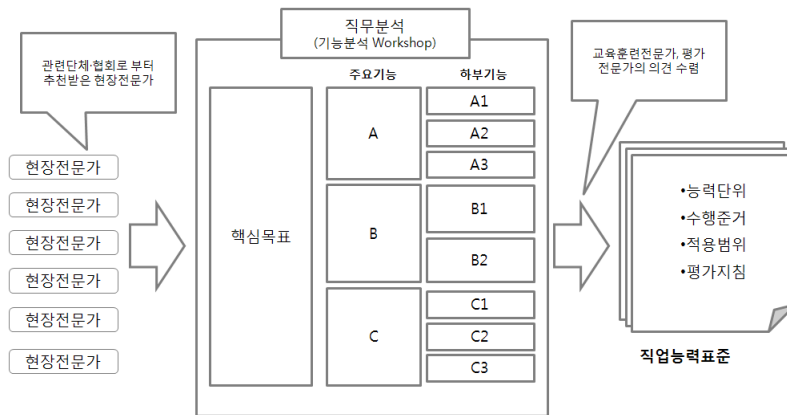 직무분석
(기능분석 Workshop)
관련단체·협회로 부터
추천받은 현장전문가
교육훈련전문가, 평가
전문가의 의견 수렴
주요기능
하부기능
현장전문가
현장전문가
현장전문가
현장전문가
현장전문가
현장전문가
핵심목표
A
A1
A2
A3
B
B1
B2
C
C1
C2
C3
•능력단위
•수행준거
•적용범위
•평가지침
직업능력표준